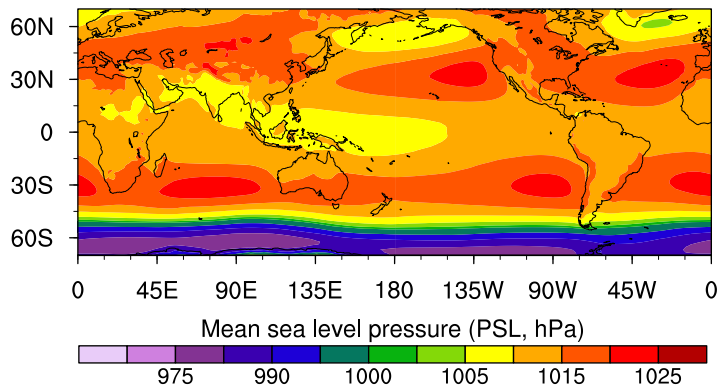 60N
30N
0
30S
60S
0 45E 90E 135E 180 135W 90W 45W 0
Mean sea level pressure (PSL, hPa)
975 990 1000 1005 1015 1025